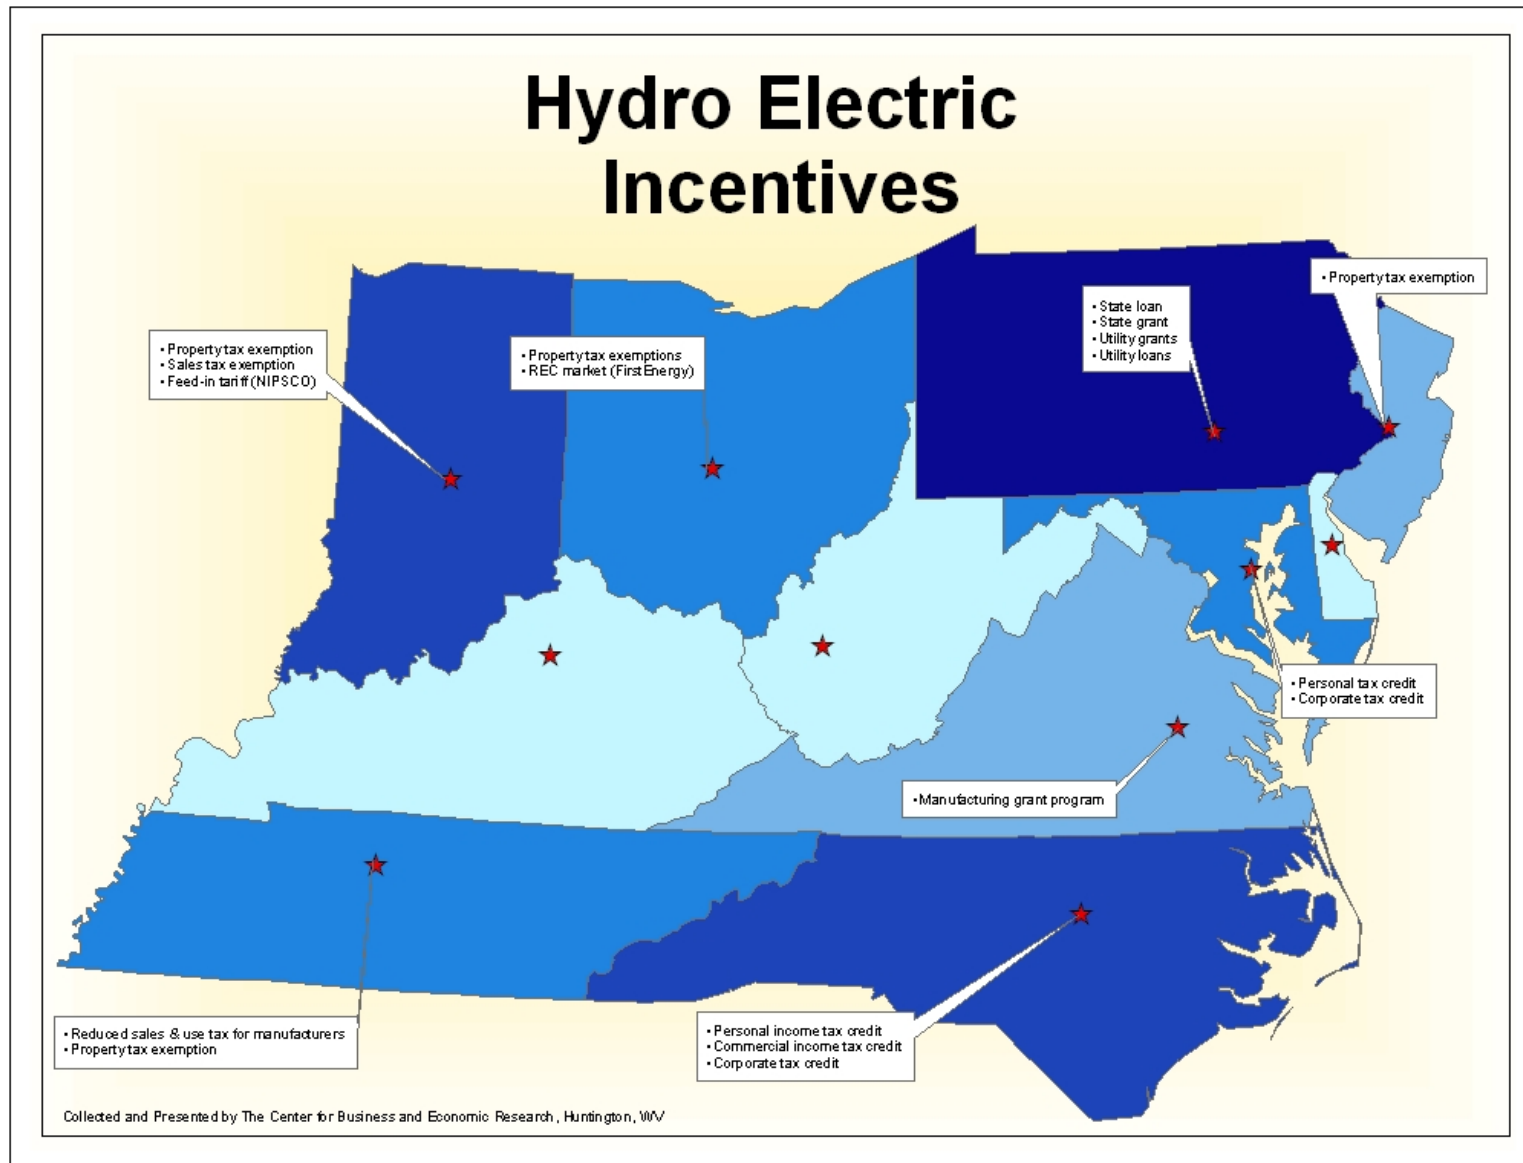 Hydro Electric
Incentives
• Property tax exemption
• Sales tax exemption
• Feed-in tariff (NIPSCO)
• Property tax exemptions
• REC market (FirstEnergy)
• State loan
• State grant
• Utility grants
• Utility loans
• Property tax exemption
• Personal tax credit
• Corporate tax credit
• Manufacturing grant program
• Reduced sales & use tax for manufacturers
• Property tax exemption
• Personal income tax credit
• Commercial income tax credit
• Corporate tax credit
Collected and Presented by The Center for Business and Economic Research, Huntington, WV